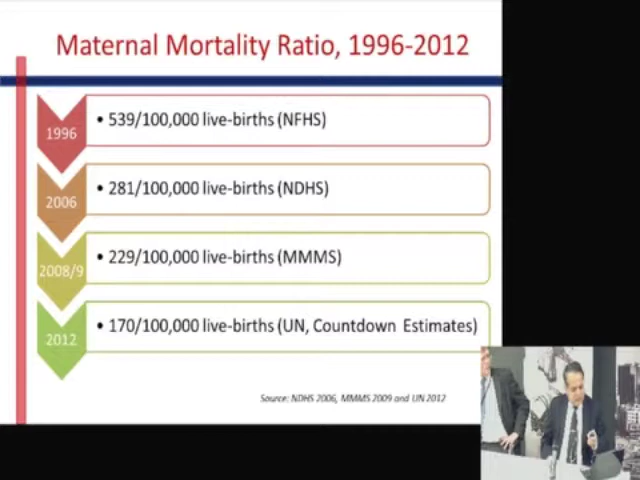 Maternal Mortality Ratio, 1996-2012
1996
• 539/100,000 live-births (NFHS)
2006
• 281/100,000 live-births (NDHS)
2008/9
• 229/100,000 live-births (MMMS)
2012
• 170/100,000 live-births (UN, Countdown Estimates)
Source: NDHS 2006, MMMS 2009 and UN 2012